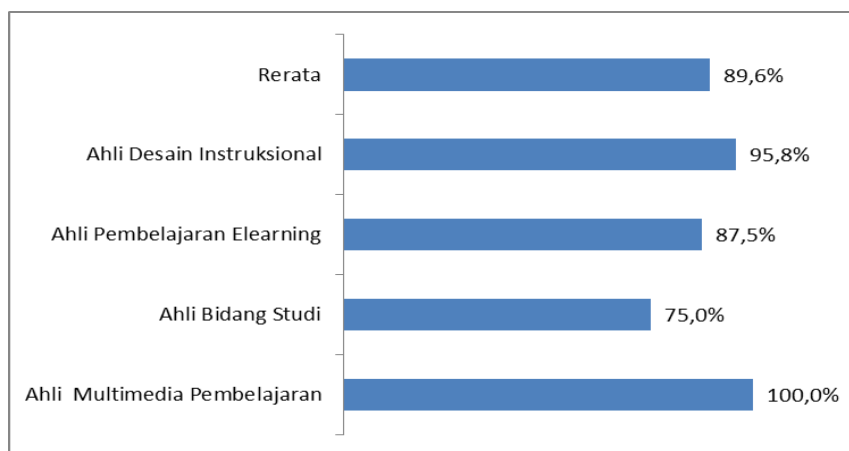 Rerata 89,6%
Ahli Desain Instruksional 95,8%
Ahli Pembelajaran Elearning 87,5%
Ahli Bidang Studi 75,0%
Ahli  Multimedia Pembelajaran 100,0%